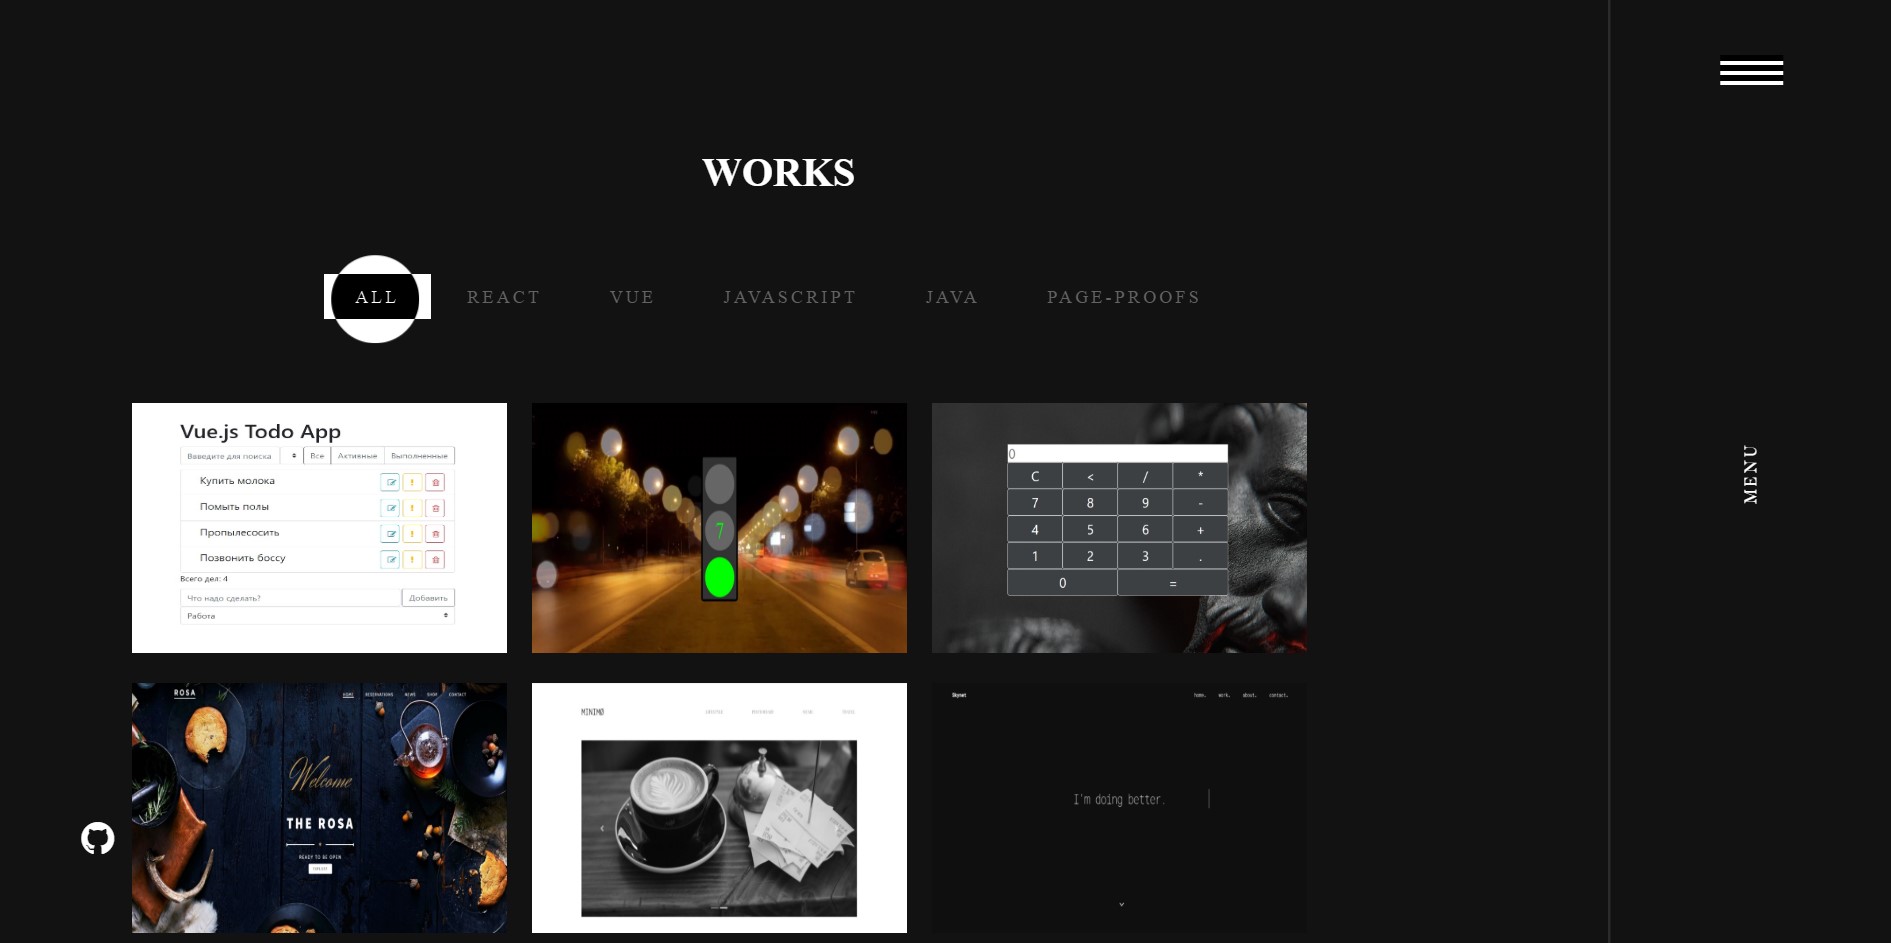 WORKS
ALL REACT VUE JAVASCRIPT JAVA PAGE-PROOFS
MENU
Vue.js Todo App
Введите для поиска Все Активные Выполненные
Купить молока
Помыть полы
Пропылесосить
Позвонить боссу
Всего дел: 4
Что надо сделать? Добавить
Работа
7
0
C < / *
7 8 9 -
4 5 6 +
1 2 3 .
0 =
ROSA HOME RESERVATIONS NEWS SHOP CONTACT
Welcome
THE ROSA
READY TO BE OPEN
MINIMØ
Skynet home. work. about. contact.
I'm doing better.